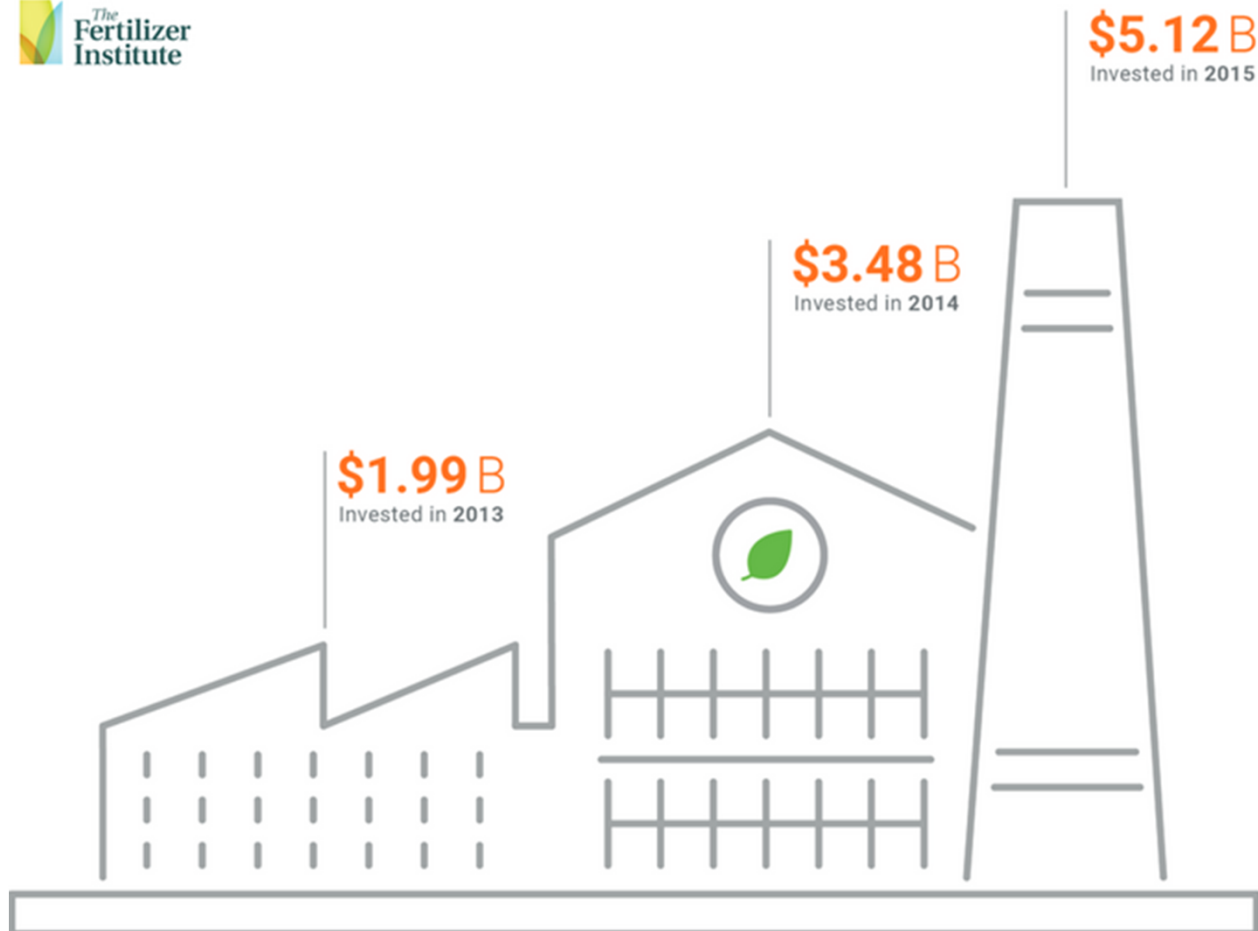 The
Fertilizer
Institute
$5.12 B
Invested in 2015
$3.48 B
Invested in 2014
$1.99 B
Invested in 2013